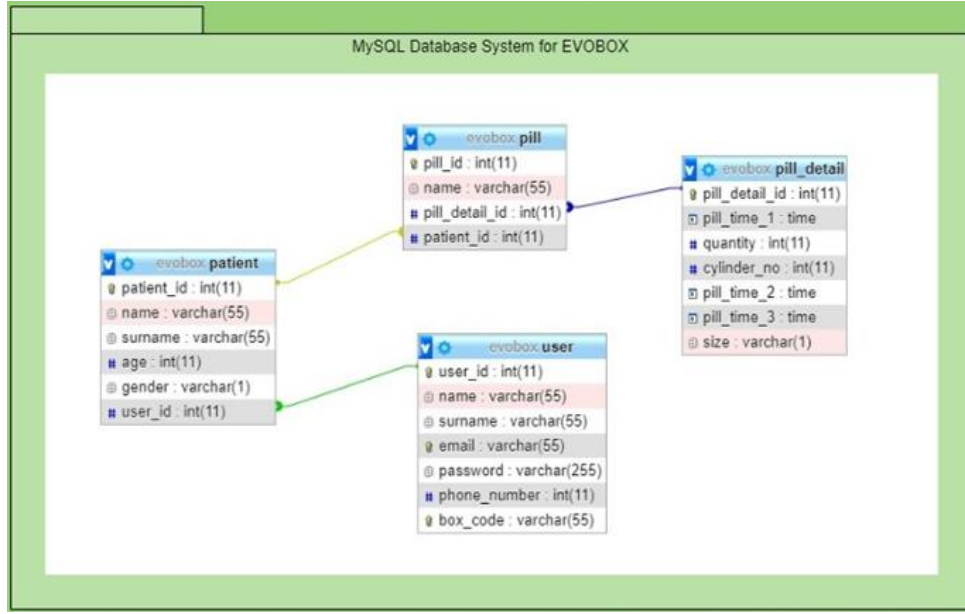 MySQL Database System for EVOBOX
evobox pill
pill_id : int(11)
name : varchar(55)
pill_detail_id : int(11)
patient_id : int(11)
evobox pill_detail
pill_detail_id : int(11)
pill_time_1 : time
quantity : int(11)
cylinder_no : int(11)
pill_time_2 : time
pill_time_3 : time
size : varchar(1)
evobox patient
patient_id : int(11)
name : varchar(55)
surname : varchar(55)
age : int(11)
gender : varchar(1)
user_id : int(11)
evobox user
user_id : int(11)
name : varchar(55)
surname : varchar(55)
email : varchar(55)
password : varchar(255)
phone_number : int(11)
box_code : varchar(55)